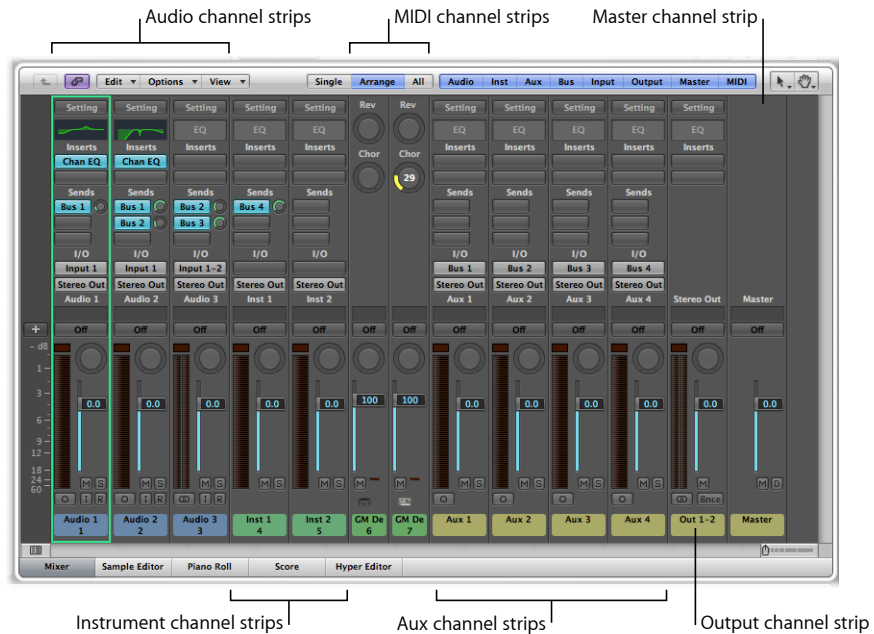 Audio channel strips MIDI channel strips Master channel strip
Edit Options View Single Arrange All Audio Inst Aux Bus Input Output Master MIDI
Setting Setting Setting Setting Setting Rev Rev Setting Setting Setting Setting Setting
EQ EQ EQ EQ EQ EQ EQ EQ
Inserts Inserts Inserts Inserts Inserts Chor Chor Inserts Inserts Inserts Inserts Inserts
Chan EQ Chan EQ
29
Sends Sends Sends Sends Sends Sends Sends Sends Sends
Bus 1 Bus 1 Bus 2 Bus 4
Bus 2 Bus 3
I/O I/O I/O I/O I/O I/O I/O I/O I/O
Input 1 Input 1 Input 1-2 Bus 1 Bus 2 Bus 3 Bus 4
Stereo Out Stereo Out Stereo Out Stereo Out Stereo Out Stereo Out Stereo Out Stereo Out Stereo Out
Audio 1 Audio 2 Audio 3 Inst 1 Inst 2 Aux 1 Aux 2 Aux 3 Aux 4 Stereo Out Master
+ Off Off Off Off Off Off Off Off Off Off Off Off Off
- dB
1
3
0.0 0.0 0.0 0.0 0.0 100 100 0.0 0.0 0.0 0.0 0.0 0.0
6
9
12
18
24 M S M S M S M S M S M M M S M S M S M S M M D
60 I R I R I R Bnce
Audio 1 Audio 2 Audio 3 Inst 1 Inst 2 GM De GM De Aux 1 Aux 2 Aux 3 Aux 4 Out 1-2 Master
1 2 3 4 5 6 7
Mixer Sample Editor Piano Roll Score Hyper Editor
Instrument channel strips Aux channel strips Output channel strip